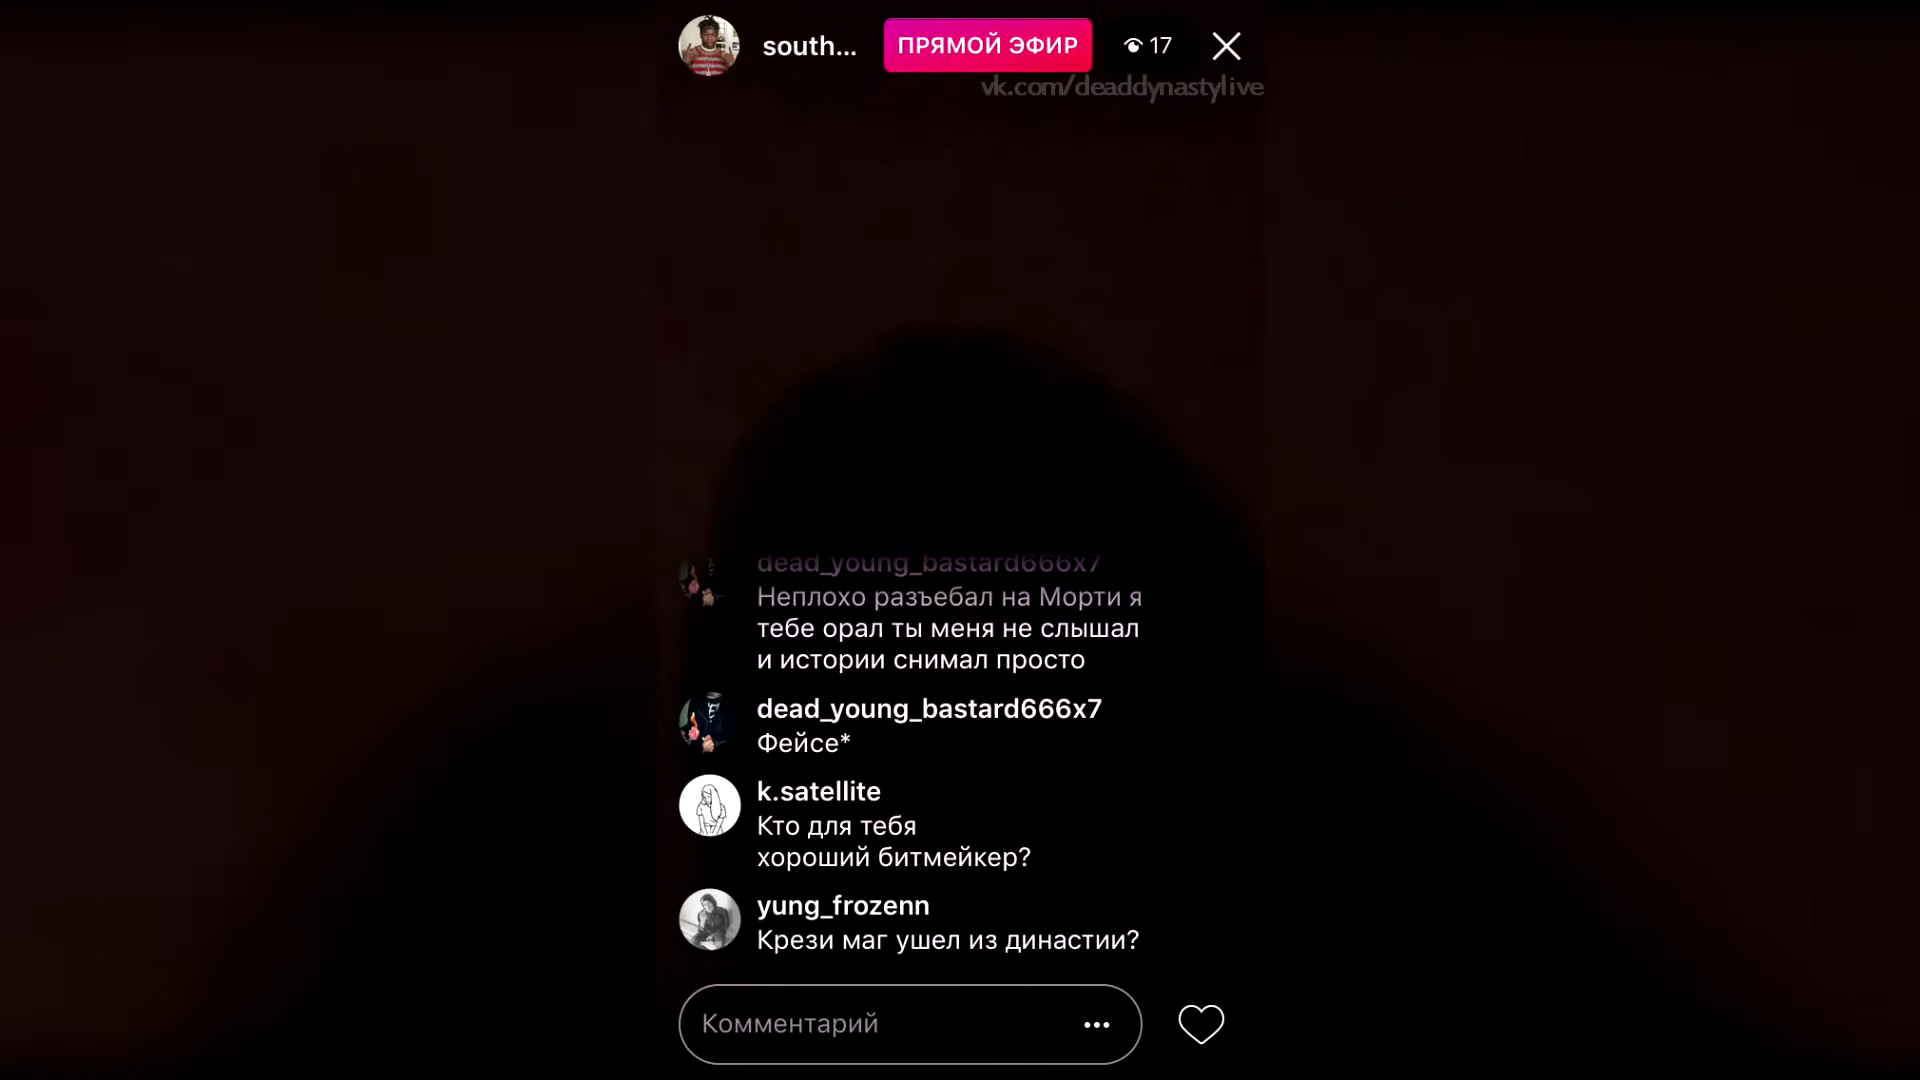 south...
ПРЯМОЙ ЭФИР
17
vk.com/deaddynastylive
dead_young_bastard666x7
Неплохо разъебал на Морти я
тебе орал ты меня не слышал
и истории снимал просто
dead_young_bastard666x7
Фейсе*
k.satellite
Кто для тебя
хороший битмейкер?
yung_frozenn
Крези маг ушел из династии?
Комментарий